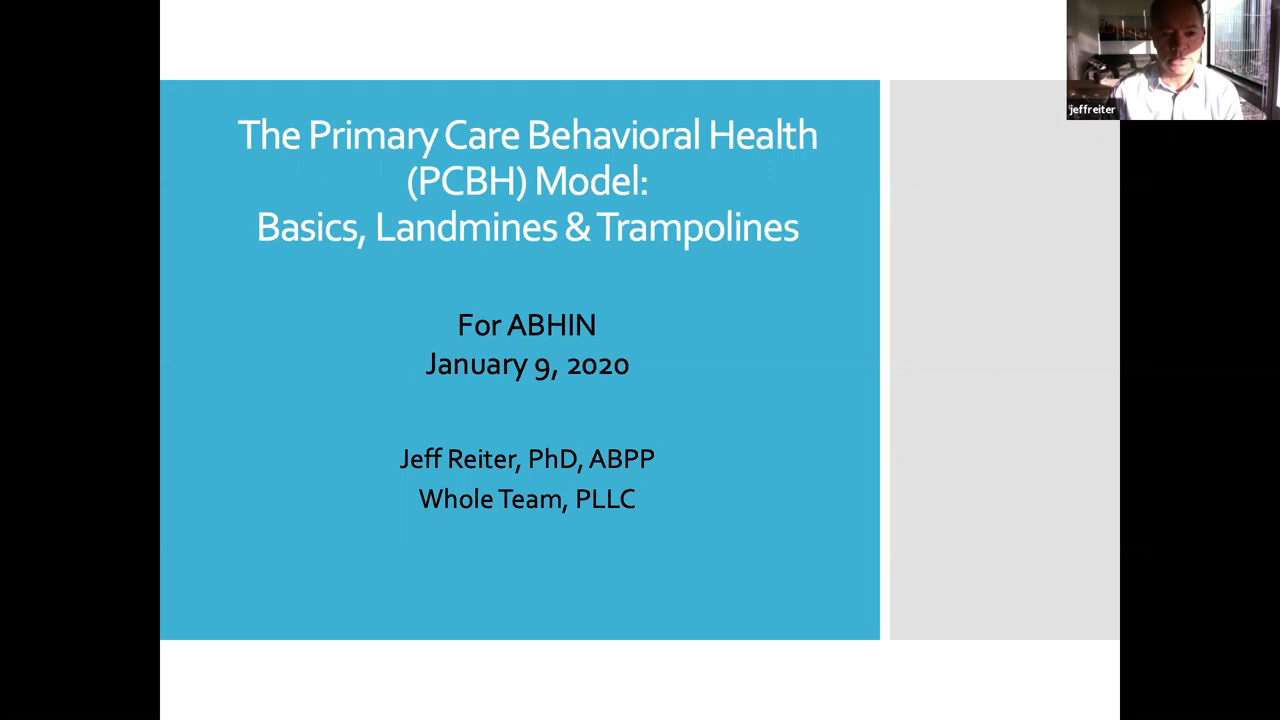 The Primary Care Behavioral Health
(PCBH) Model:
Basics, Landmines & Trampolines
For ABHIN
January 9, 2020
Jeff Reiter, PhD, ABPP
Whole Team, PLLC
jeffreiter